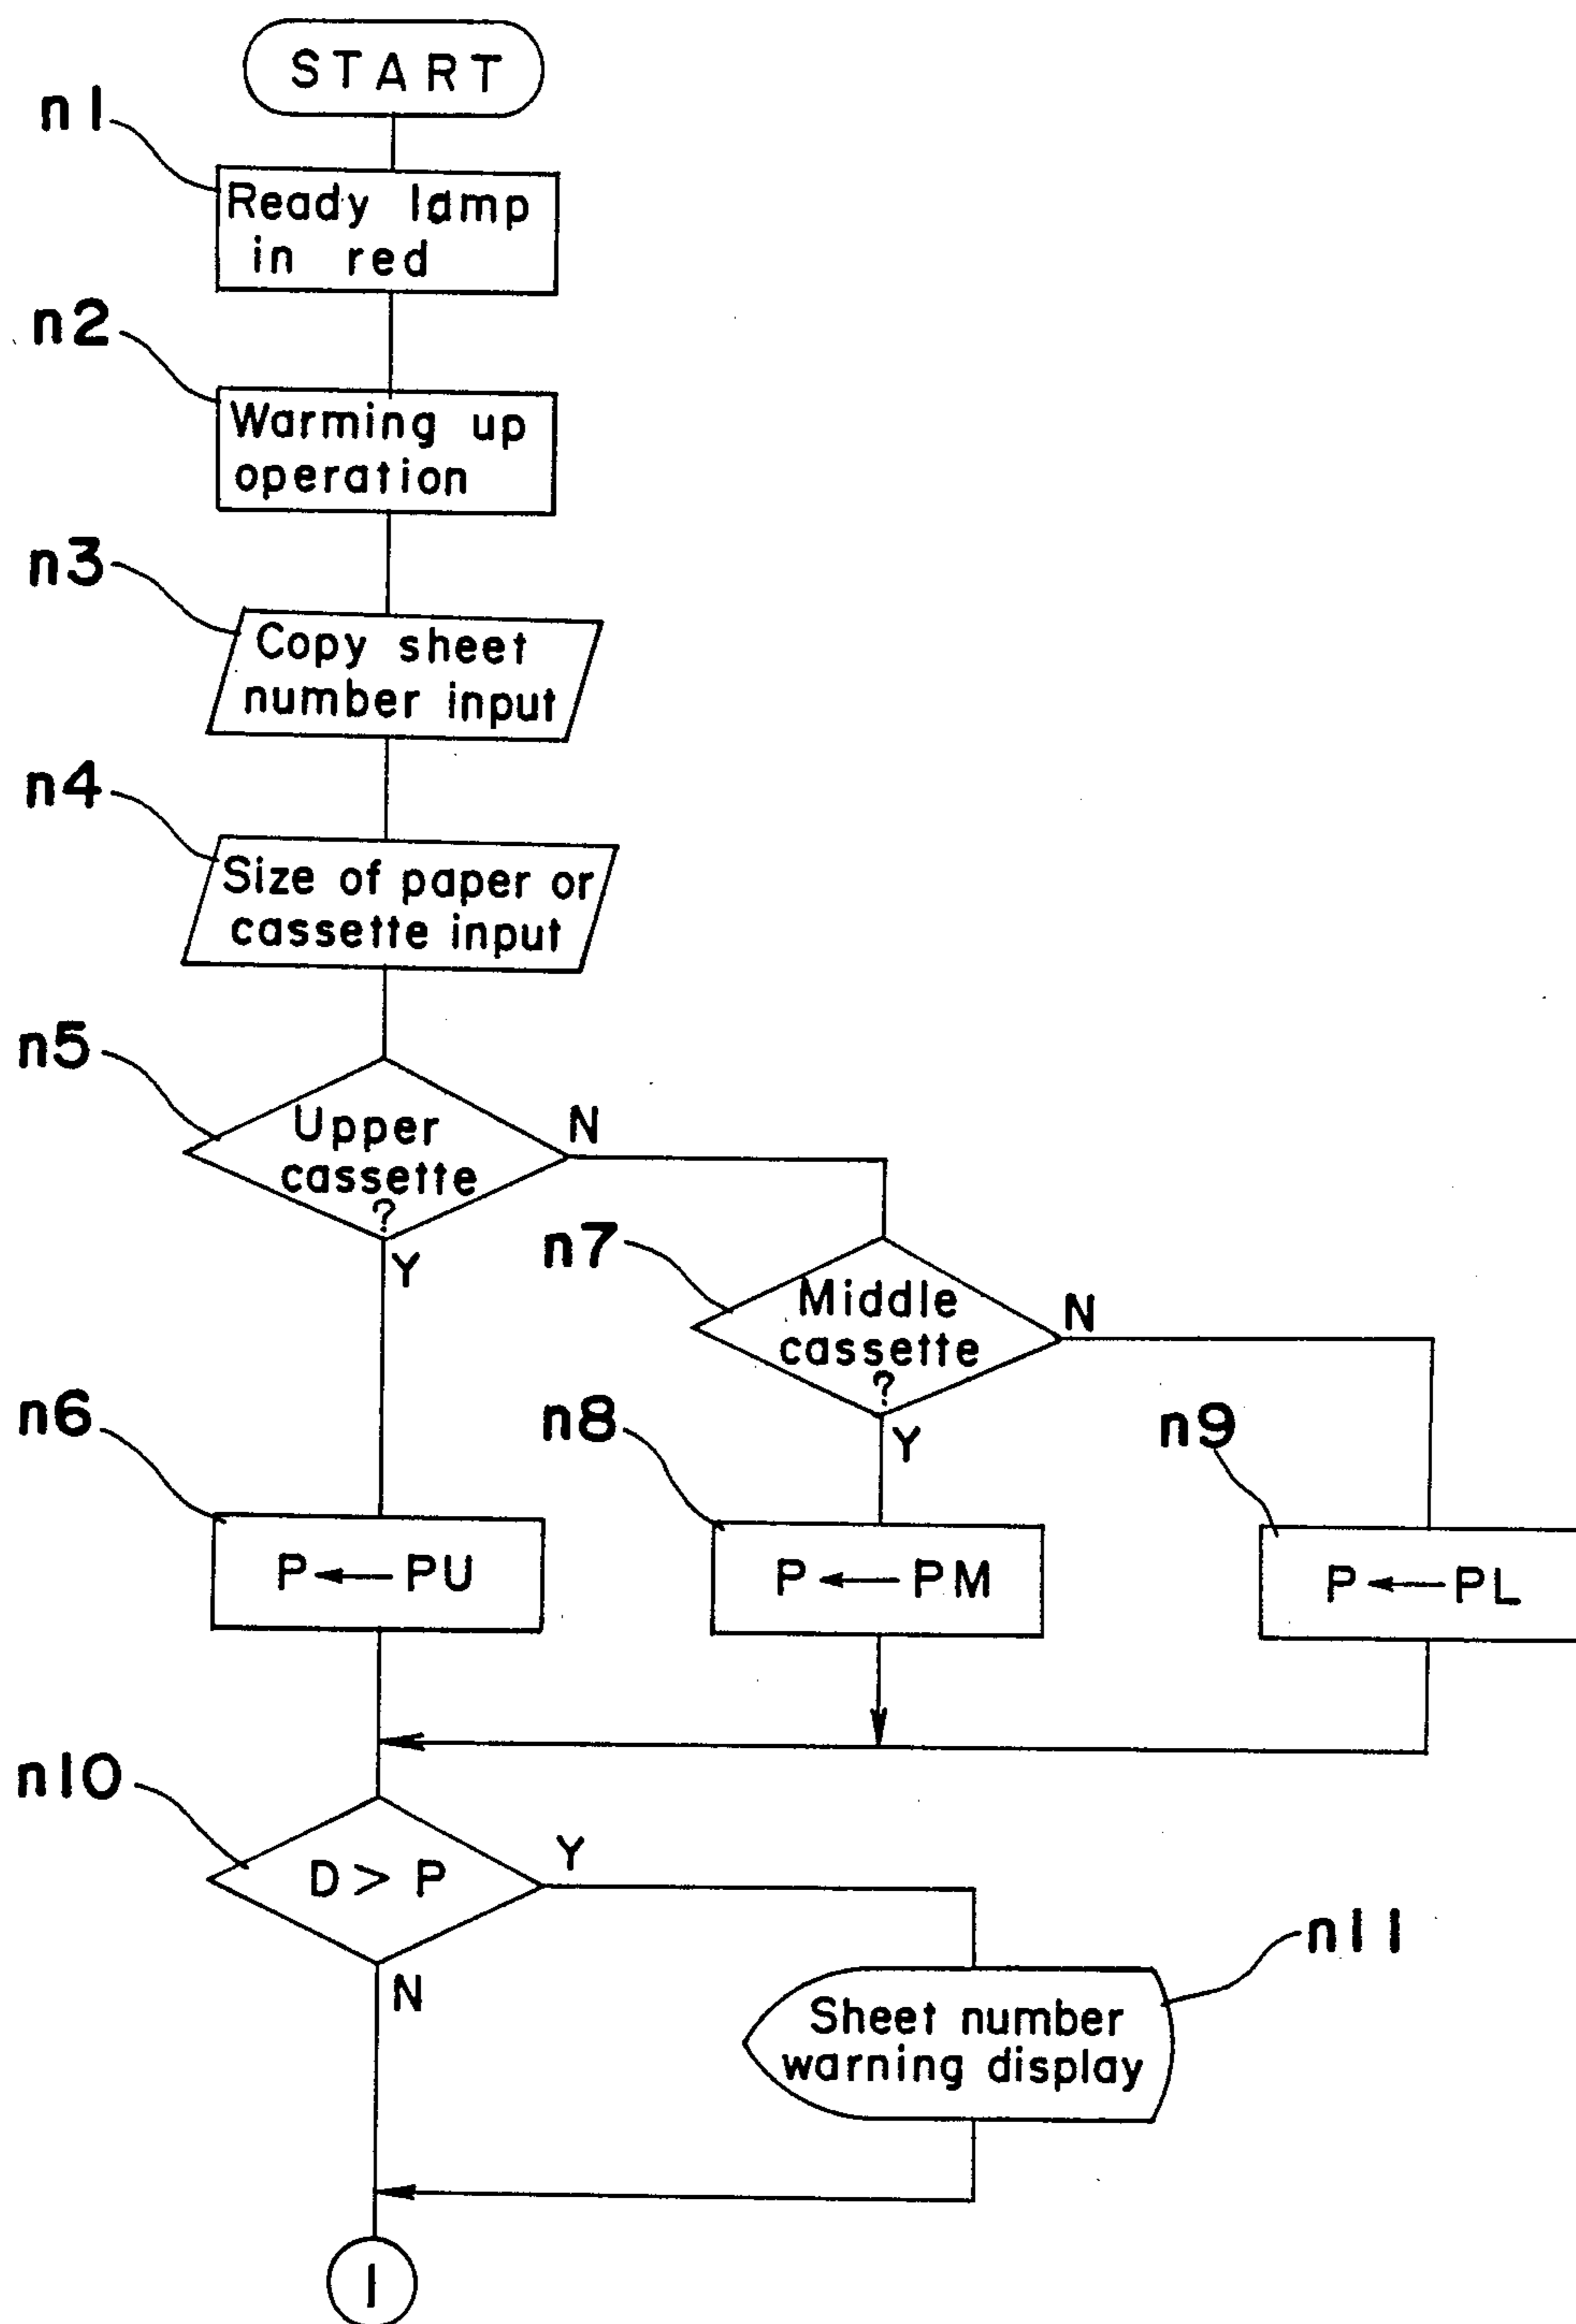 START
n1
Ready lamp
in red
n2
Warming up
operation
n3
Copy sheet
number input
n4
Size of paper or
cassette input
n5
Upper
cassette
?
N
Y
n7
Middle
cassette
?
N
Y
n6
P ← PU
n8
P ← PM
n9
P ← PL
n10
D > P
Y
N
n11
Sheet number
warning display
1